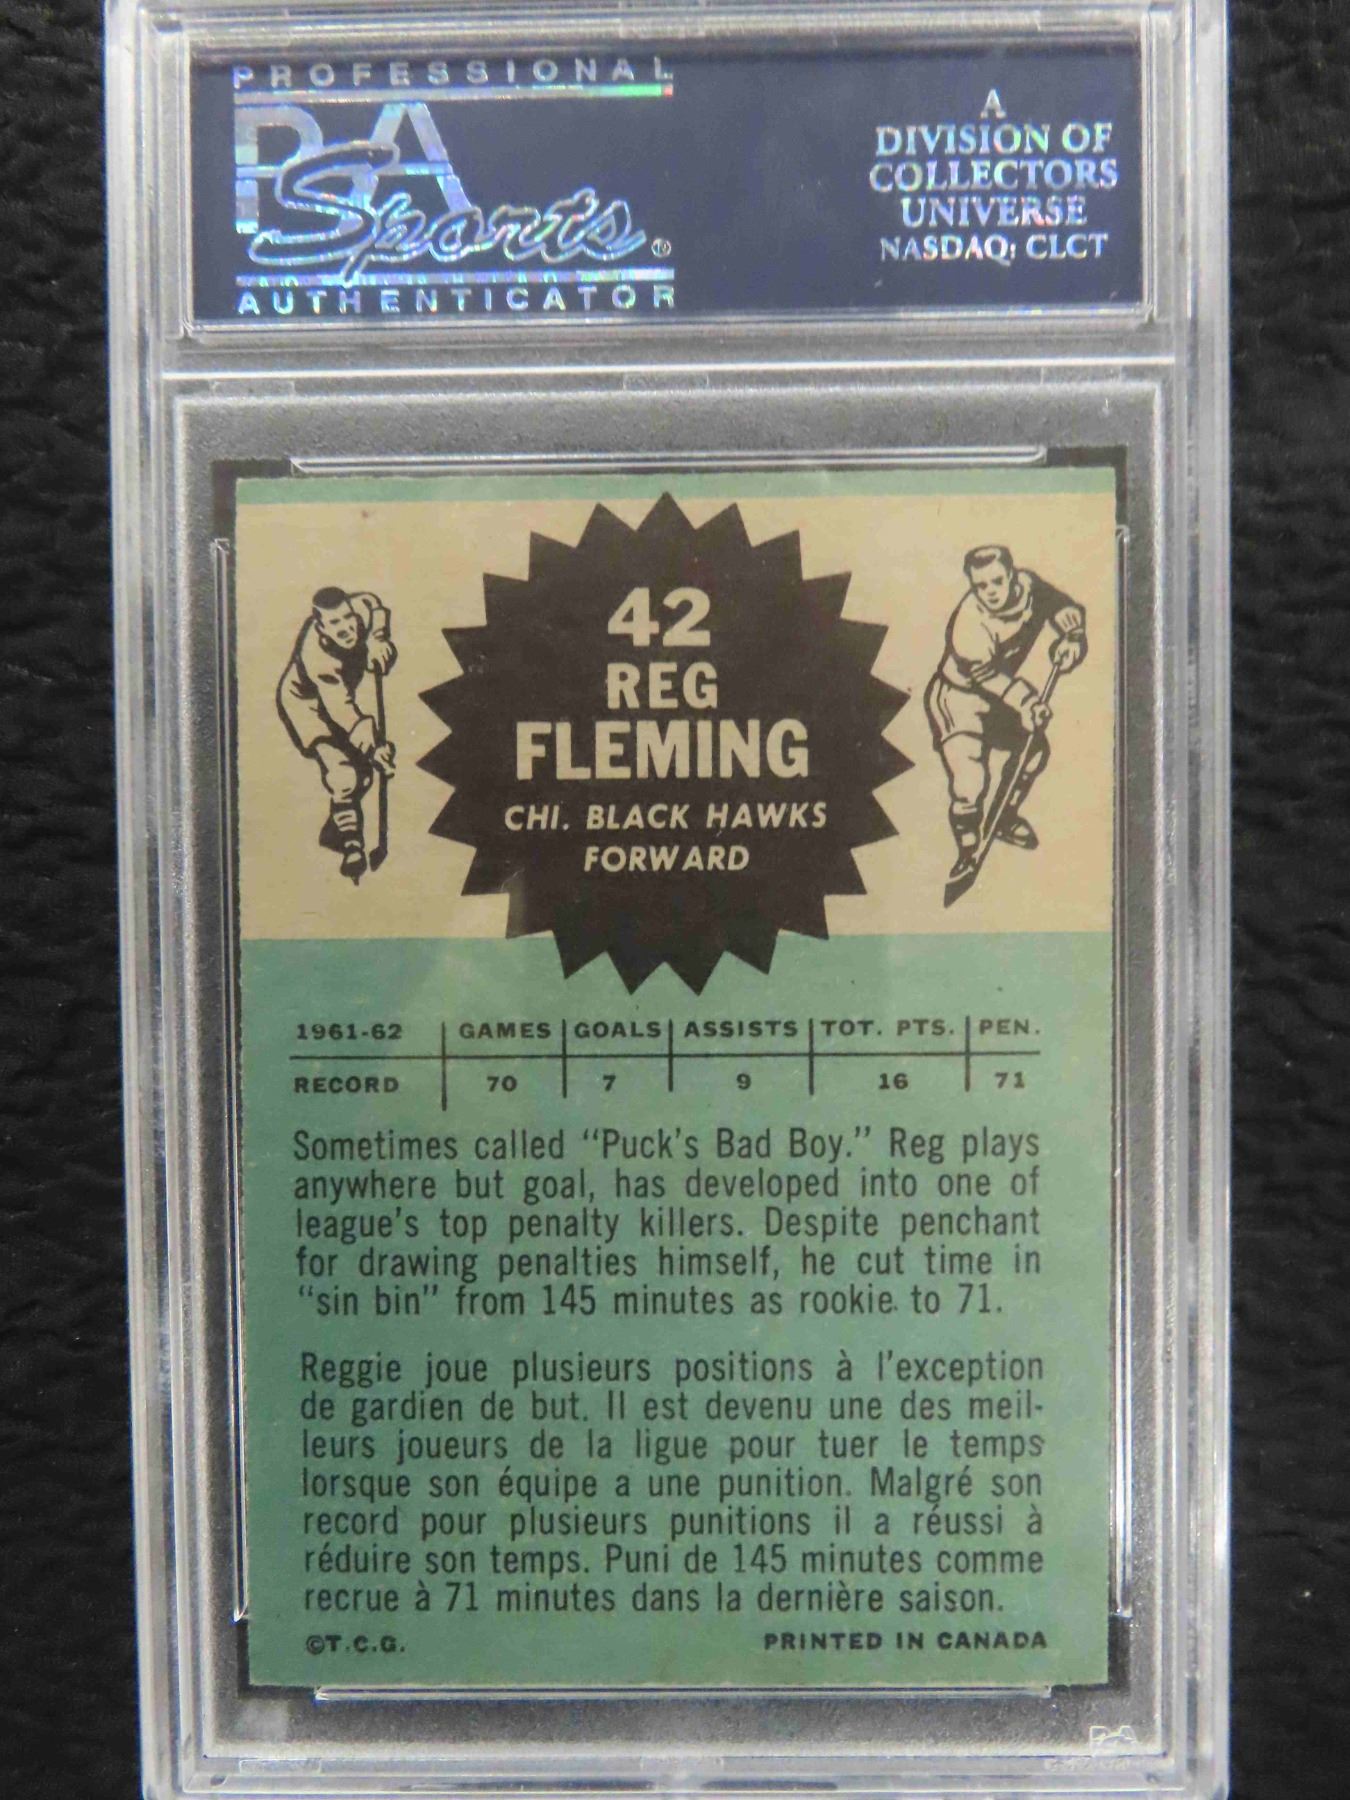 PROFESSIONAL
PSA
Sports
AUTHENTICATOR
A
DIVISION OF
COLLECTORS
UNIVERSE
NASDAQ: CLCT
42
REG
FLEMING
CHI. BLACK HAWKS
FORWARD
1961-62 GAMES GOALS ASSISTS TOT. PTS. PEN.
RECORD 70 7 9 16 71
Sometimes called “Puck’s Bad Boy.” Reg plays
anywhere but goal, has developed into one of
league’s top penalty killers. Despite penchant
for drawing penalties himself, he cut time in
“sin bin” from 145 minutes as rookie to 71.
Reggie joue plusieurs positions à l’exception
de gardien de but. Il est devenu une des meil-
leurs joueurs de la ligue pour tuer le temps
lorsque son équipe a une punition. Malgré son
record pour plusieurs punitions il a réussi à
réduire son temps. Puni de 145 minutes comme
recrue à 71 minutes dans la dernière saison.
©T.C.G. PRINTED IN CANADA